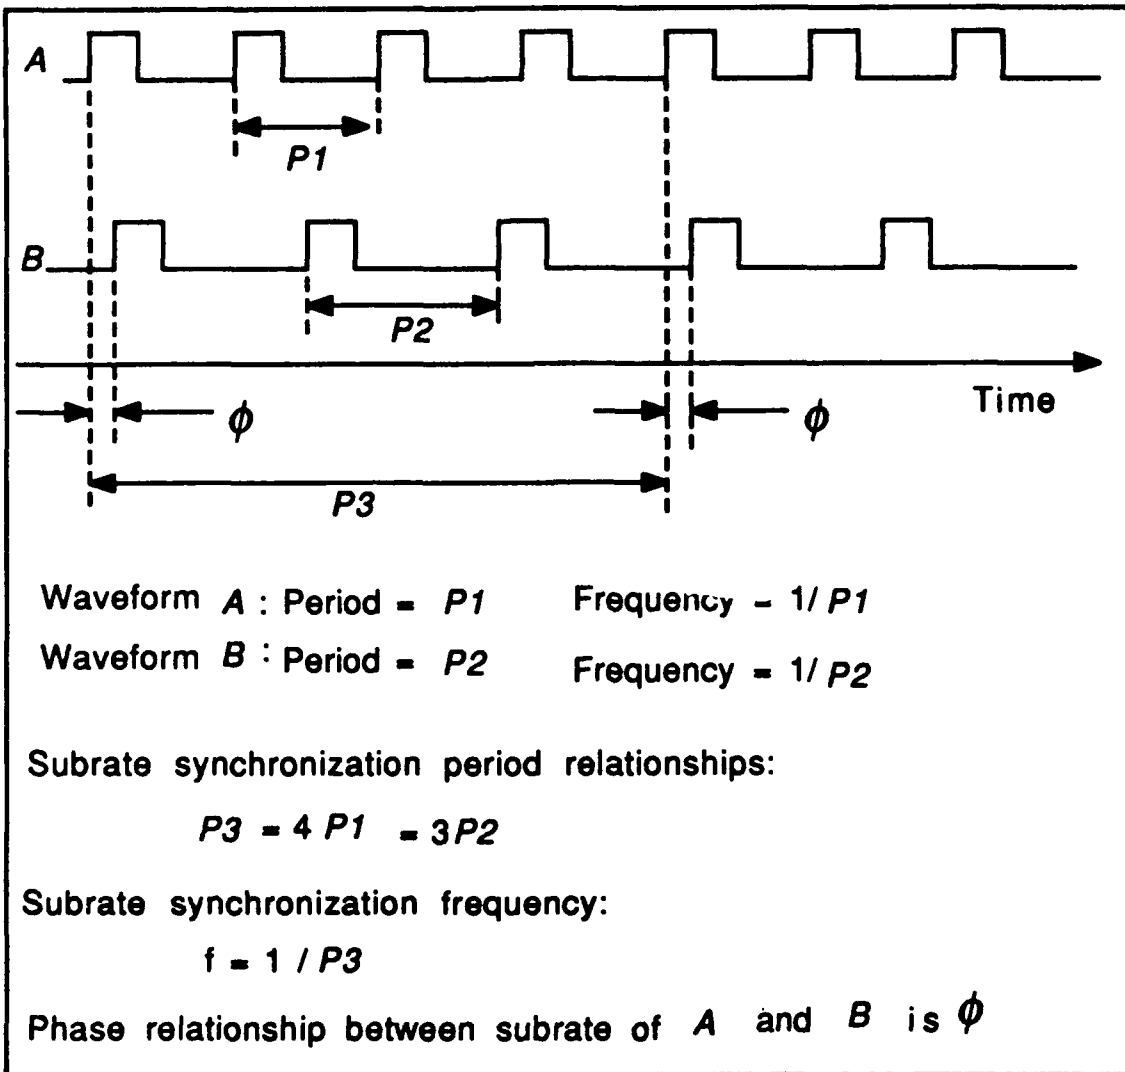 A
P1
B
P2
Time
ϕ ϕ
P3
Waveform A : Period = P1 Frequency = 1/ P1
Waveform B : Period = P2 Frequency = 1/ P2
Subrate synchronization period relationships:
P3 = 4 P1 = 3P2
Subrate synchronization frequency:
f = 1 / P3
Phase relationship between subrate of A and B is ϕ